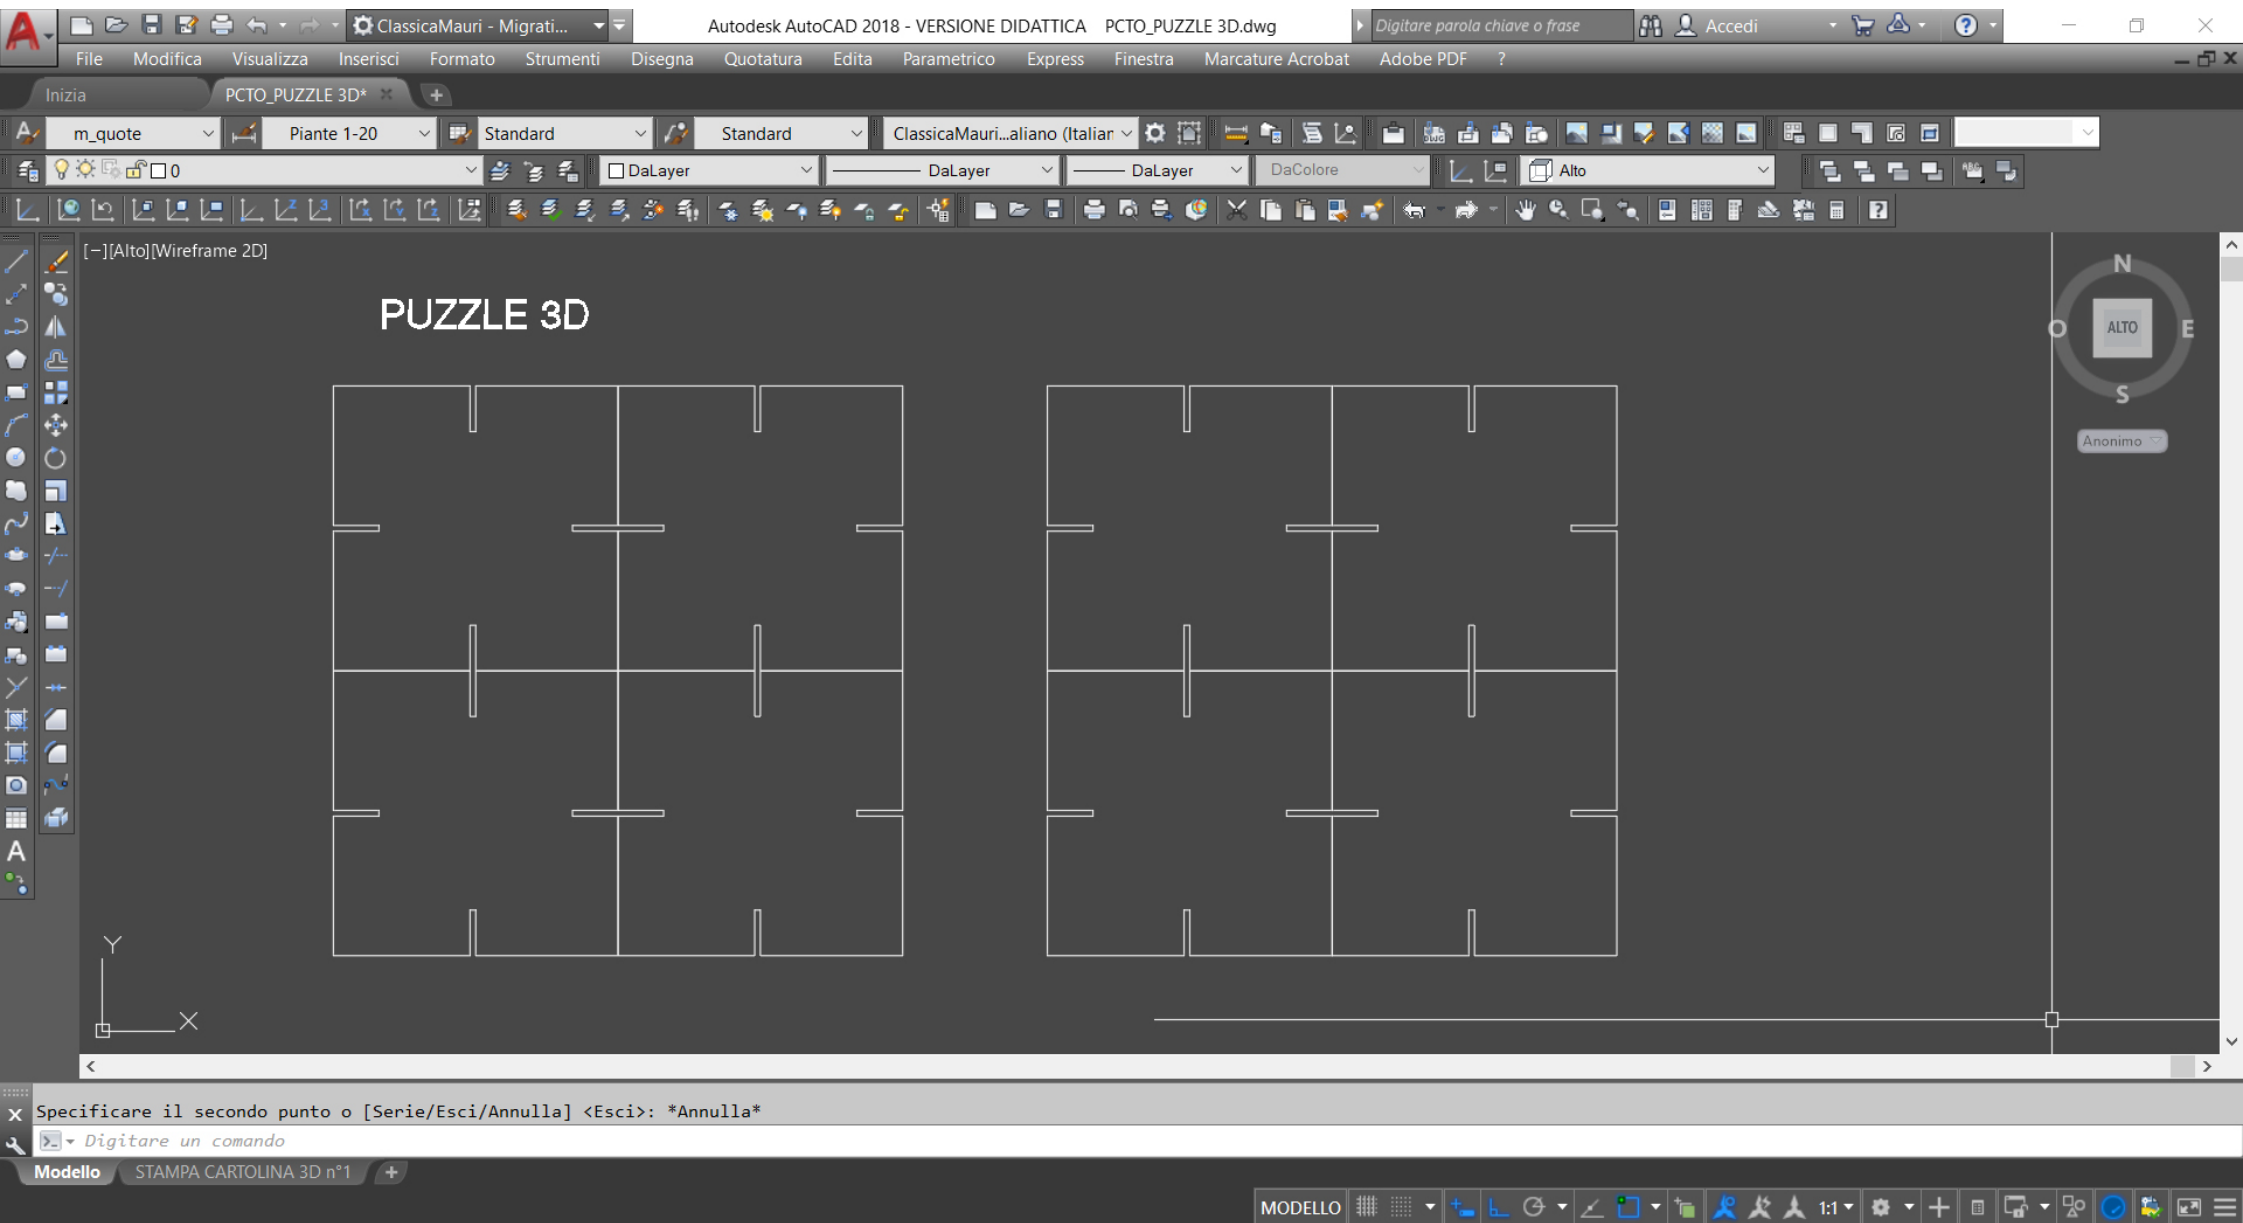 ClassicaMauri - Migrati...
Autodesk AutoCAD 2018 - VERSIONE DIDATTICA PCTO_PUZZLE 3D.dwg
Digitare parola chiave o frase
Accedi
File Modifica Visualizza Inserisci Formato Strumenti Disegna Quotatura Edita Parametrico Express Finestra Marcature Acrobat Adobe PDF ?
Inizia PCTO_PUZZLE 3D*
m_quote Piante 1-20 Standard Standard ClassicaMauri...aliano (Italian
0 DaLayer DaLayer DaLayer DaColore Alto
[−][Alto][Wireframe 2D]
PUZZLE 3D
N
O ALTO E
S
Anonimo
Y
X
Specificare il secondo punto o [Serie/Esci/Annulla] <Esci>: *Annulla*
Digitare un comando
Modello STAMPA CARTOLINA 3D n°1 +
MODELLO 1:1